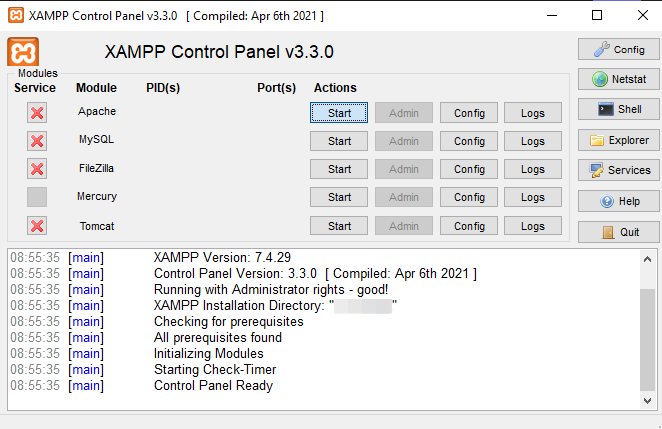 XAMPP Control Panel v3.3.0 [ Compiled: Apr 6th 2021 ]
XAMPP Control Panel v3.3.0
Config
Netstat
Shell
Explorer
Services
Help
Quit
Modules
Service Module PID(s) Port(s) Actions
Apache Start Admin Config Logs
MySQL Start Admin Config Logs
FileZilla Start Admin Config Logs
Mercury Start Admin Config Logs
Tomcat Start Admin Config Logs
08:55:35 [main] XAMPP Version: 7.4.29
08:55:35 [main] Control Panel Version: 3.3.0 [ Compiled: Apr 6th 2021 ]
08:55:35 [main] Running with Administrator rights - good!
08:55:35 [main] XAMPP Installation Directory: " "
08:55:35 [main] Checking for prerequisites
08:55:35 [main] All prerequisites found
08:55:35 [main] Initializing Modules
08:55:35 [main] Starting Check-Timer
08:55:35 [main] Control Panel Ready